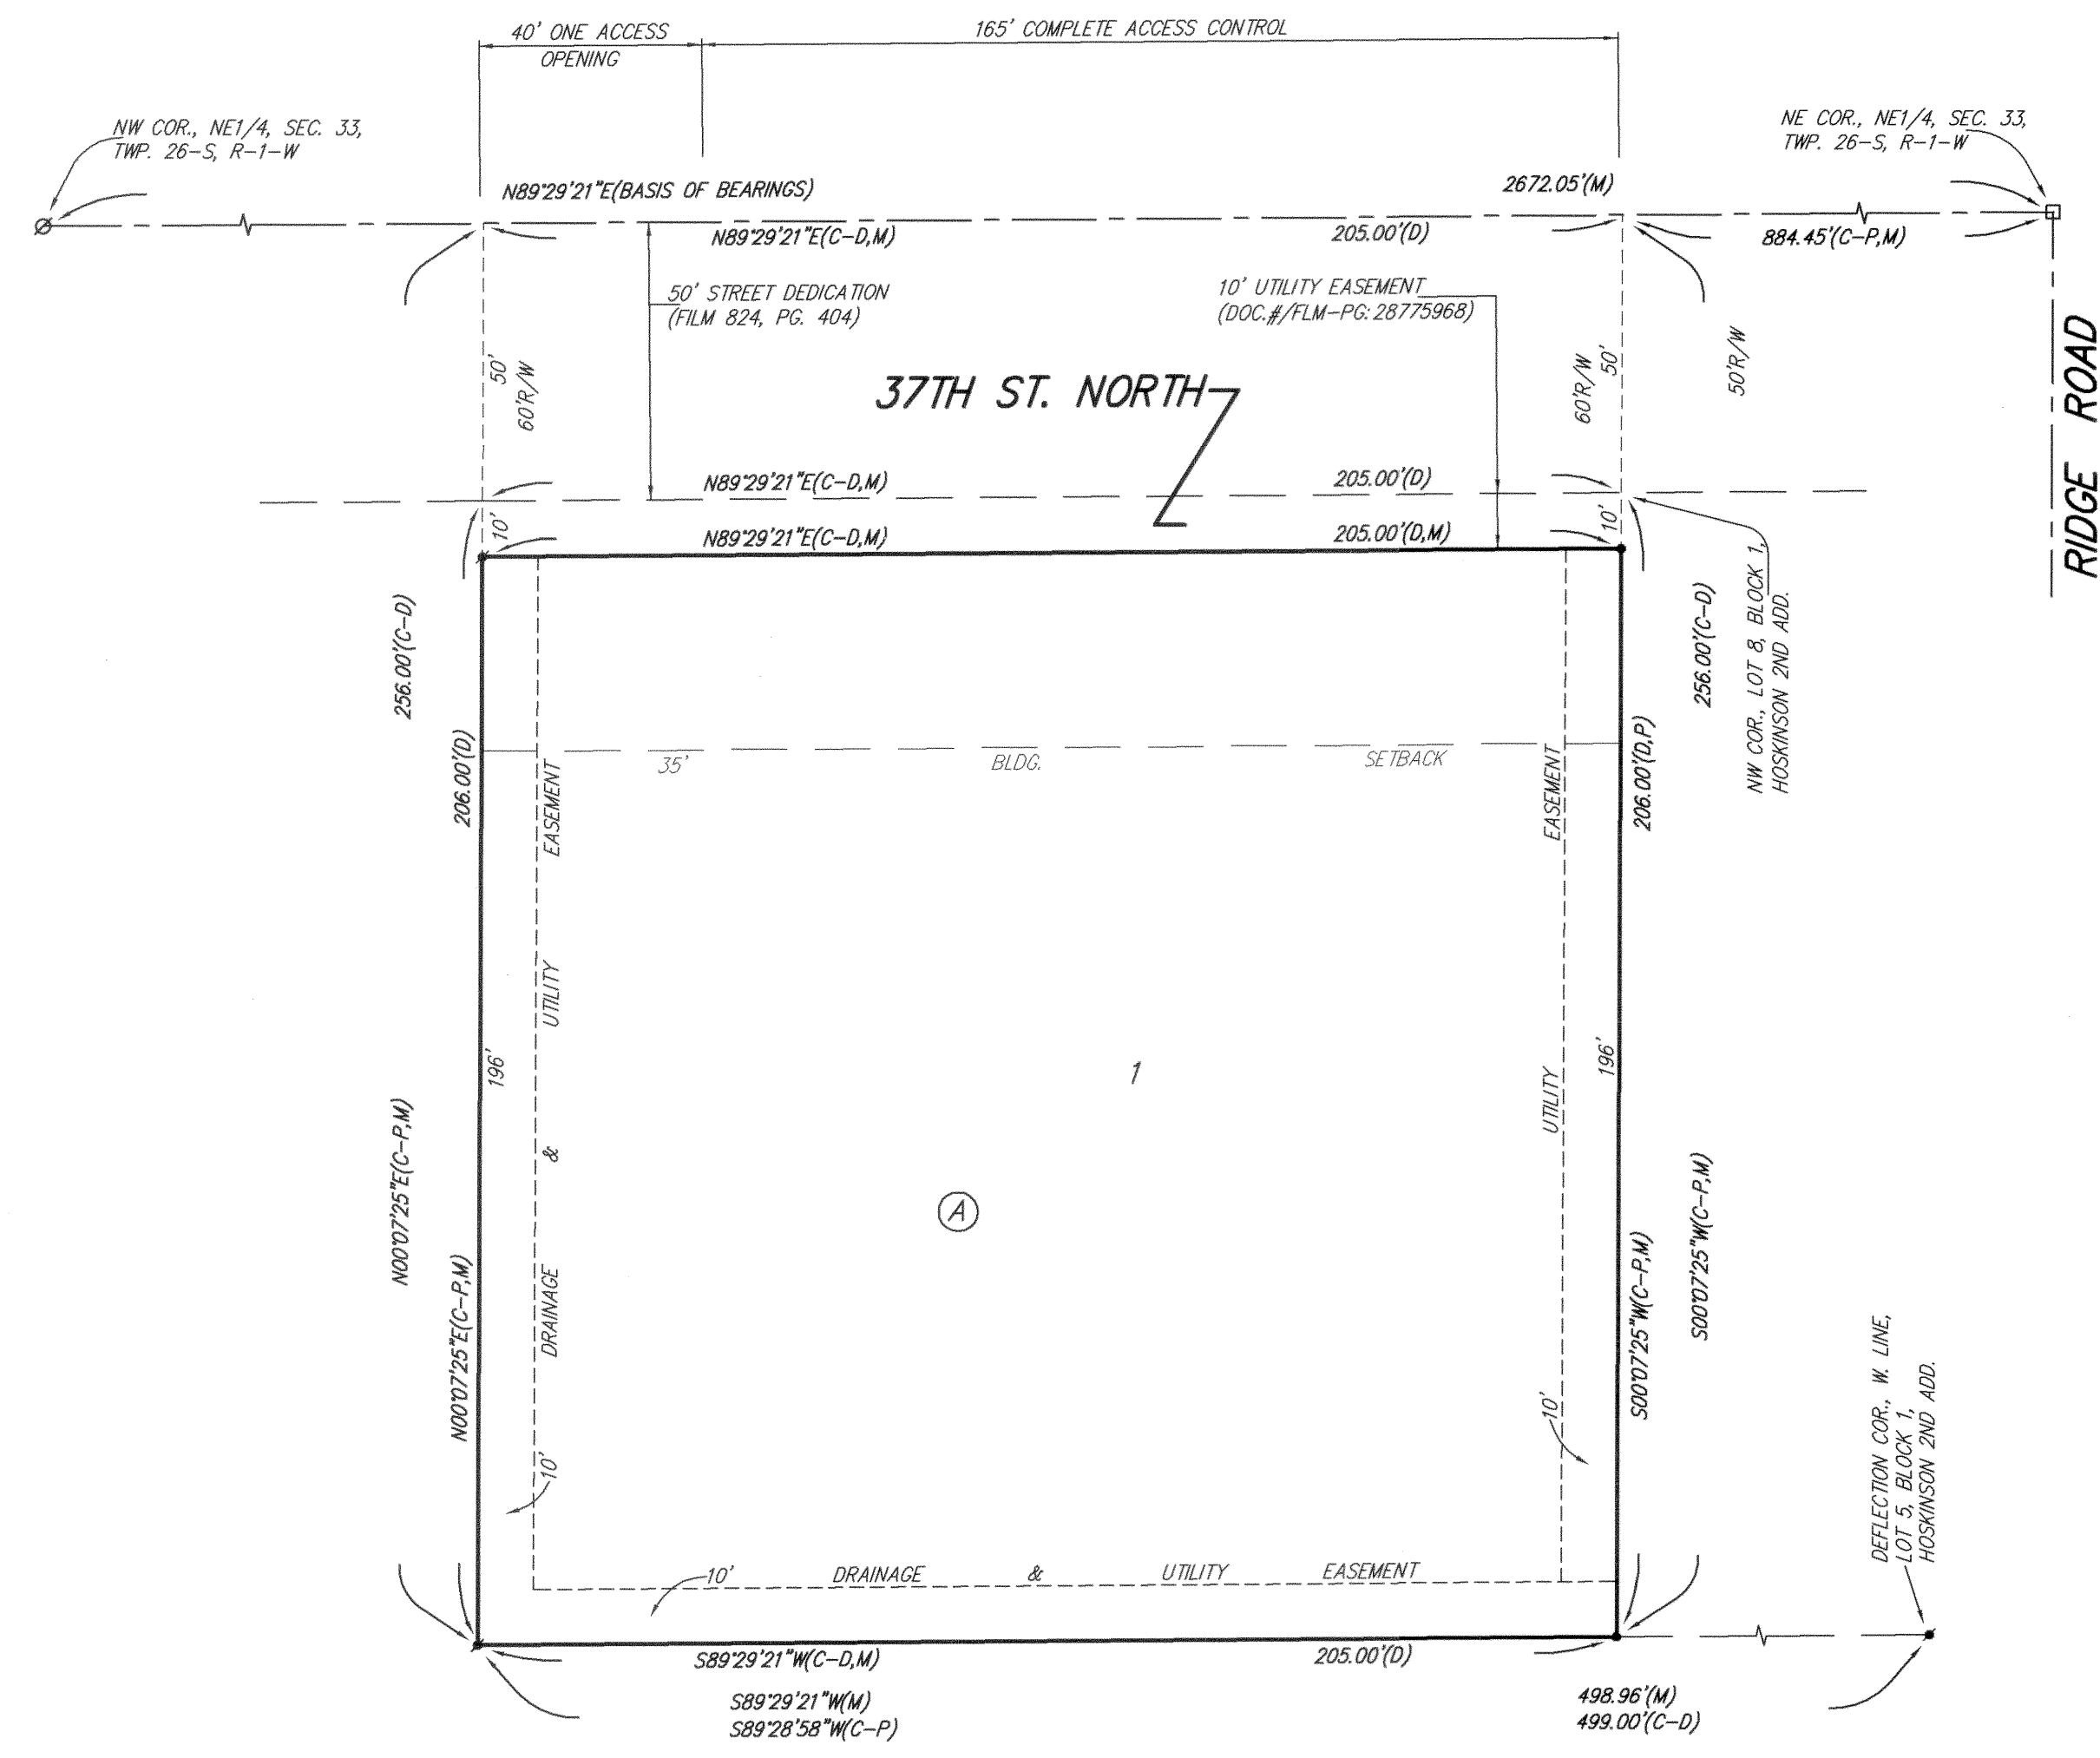 40' ONE ACCESS
OPENING
165' COMPLETE ACCESS CONTROL
NW COR., NE1/4, SEC. 33,
TWP. 26-S, R-1-W
NE COR., NE1/4, SEC. 33,
TWP. 26-S, R-1-W
N89°29'21"E(BASIS OF BEARINGS)
2672.05'(M)
N89°29'21"E(C-D,M)
205.00'(D)
884.45'(C-P,M)
50' STREET DEDICATION
(FILM 824, PG. 404)
10' UTILITY EASEMENT
(DOC.#/FLM-PG: 28775968)
50'
60'R/W
60'R/W
50'
50'R/W
37TH ST. NORTH
RIDGE ROAD
N89°29'21"E(C-D,M)
205.00'(D)
10'
10'
N89°29'21"E(C-D,M)
205.00'(D,M)
256.00'(C-D)
256.00'(C-D)
NW COR., LOT 8, BLOCK 1,
HOSKINSON 2ND ADD.
206.00'(D)
206.00'(D,P)
35' BLDG. SETBACK
DRAINAGE & UTILITY EASEMENT
UTILITY EASEMENT
196'
196'
1
A
N00°07'25"E(C-P,M)
N00°07'25"E(C-P,M)
S00°07'25"W(C-P,M)
S00°07'25"W(C-P,M)
10'
10'
DEFLECTION COR., W. LINE,
LOT 5, BLOCK 1,
HOSKINSON 2ND ADD.
10' DRAINAGE & UTILITY EASEMENT
S89°29'21"W(C-D,M)
205.00'(D)
S89°29'21"W(M)
498.96'(M)
S89°28'58"W(C-P)
499.00'(C-D)